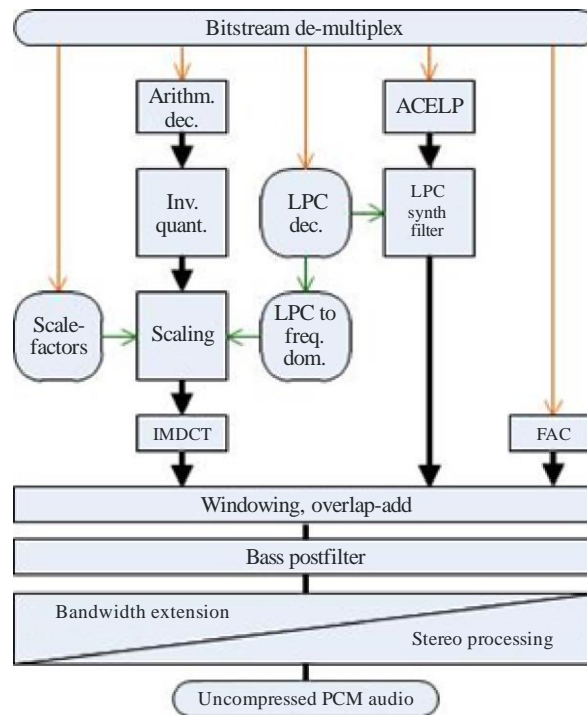 Bitstream de-multiplex
Arithm.
dec.
ACELP
Inv.
quant.
LPC
dec.
LPC
synth
filter
Scale-
factors
Scaling
LPC to
freq.
dom.
IMDCT
FAC
Windowing, overlap-add
Bass postfilter
Bandwidth extension
Stereo processing
Uncompressed PCM audio